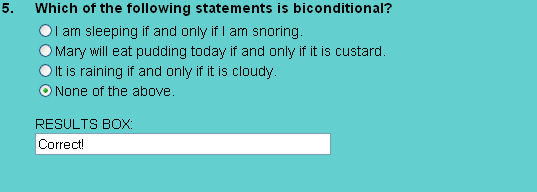 5. Which of the following statements is biconditional?
I am sleeping if and only if I am snoring.
Mary will eat pudding today if and only if it is custard.
It is raining if and only if it is cloudy.
None of the above.
RESULTS BOX:
Correct!